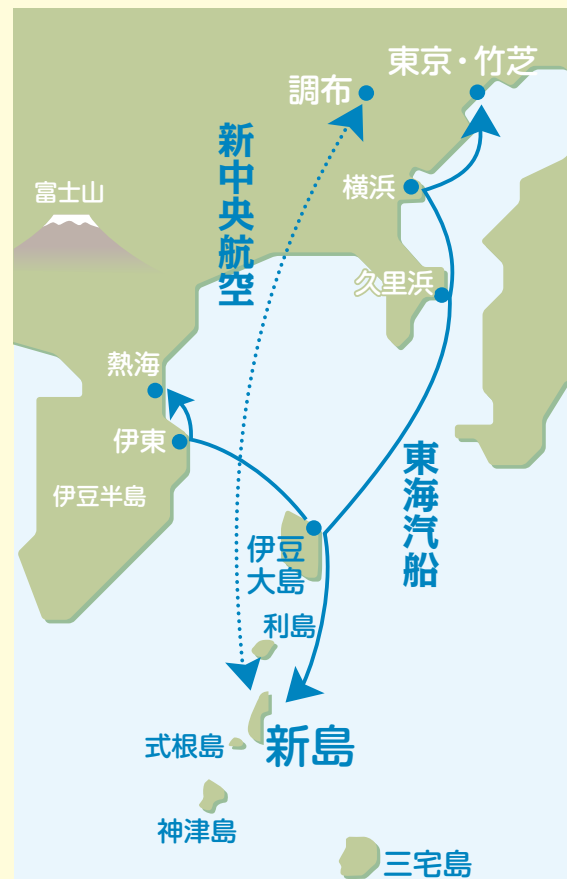 東京・竹芝
調布
新中央航空
横浜
富士山
久里浜
熱海
伊東
東海汽船
伊豆半島
伊豆
大島
利島
新島
式根島
神津島
三宅島